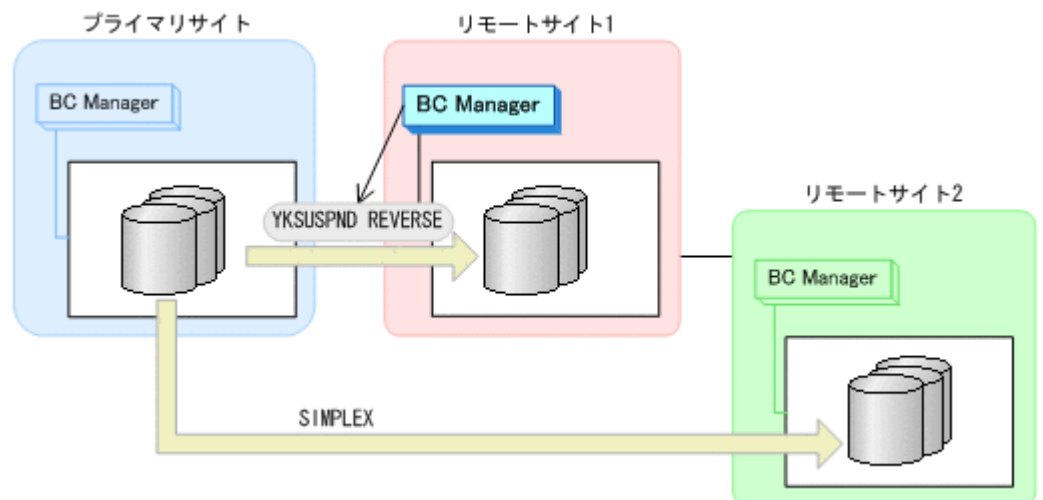 プライマリサイト
リモートサイト1
BC Manager
BC Manager
YKSUSPND REVERSE
リモートサイト2
BC Manager
SIMPLEX